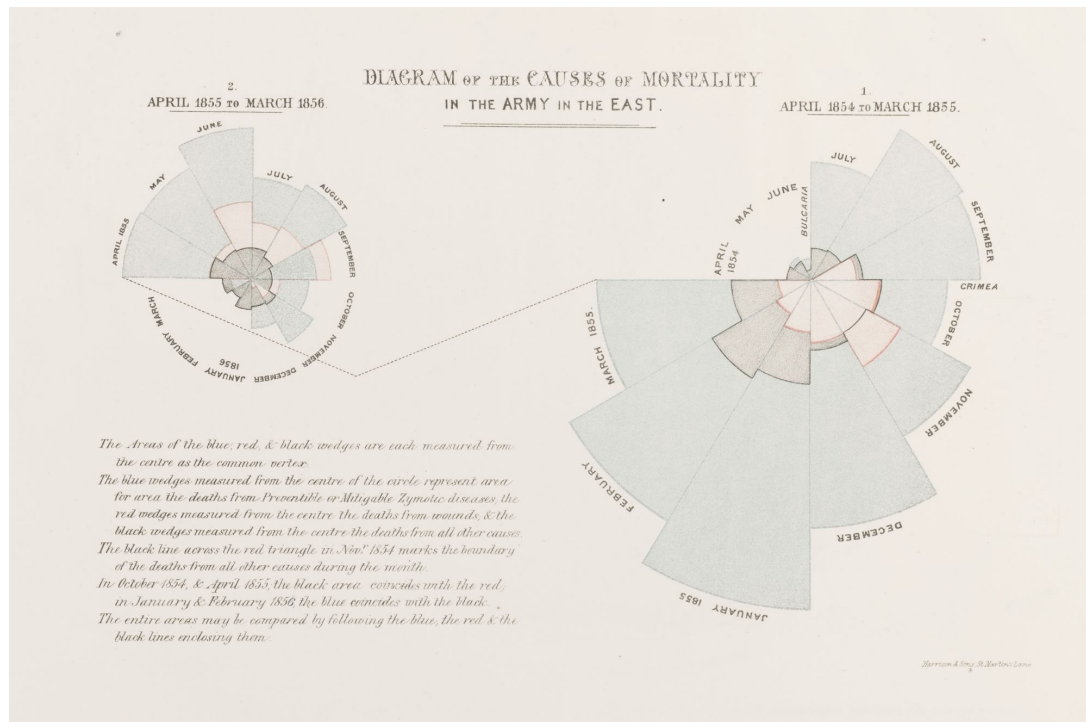 DIAGRAM OF THE CAUSES OF MORTALITY
IN THE ARMY IN THE EAST.
2.
APRIL 1855 TO MARCH 1856.
JUNE
JULY
AUGUST
SEPTEMBER
OCTOBER
NOVEMBER
DECEMBER
JANUARY
1856
FEBRUARY
MARCH
APRIL 1855
MAY
1.
APRIL 1854 TO MARCH 1855.
APRIL
1854
MAY
JUNE
BULGARIA
JULY
AUGUST
SEPTEMBER
CRIMEA
OCTOBER
NOVEMBER
DECEMBER
JANUARY 1855
FEBRUARY
MARCH 1855
The Areas of the blue, red, & black wedges are each measured from
the centre as the common vertex.
The blue wedges measured from the centre of the circle represent area
for area the deaths from Preventible or Mitigable Zymotic diseases, the
red wedges measured from the centre the deaths from wounds, & the
black wedges measured from the centre the deaths from all other causes.
The black line across the red triangle in Novr. 1854 marks the boundary
of the deaths from all other causes during the month.
In October 1854, & April 1855, the black area coincides with the red,
in January & February 1856, the blue coincides with the black.
The entire areas may be compared by following the blue, the red & the
black lines enclosing them.
Harrison & Sons, St. Martins Lane